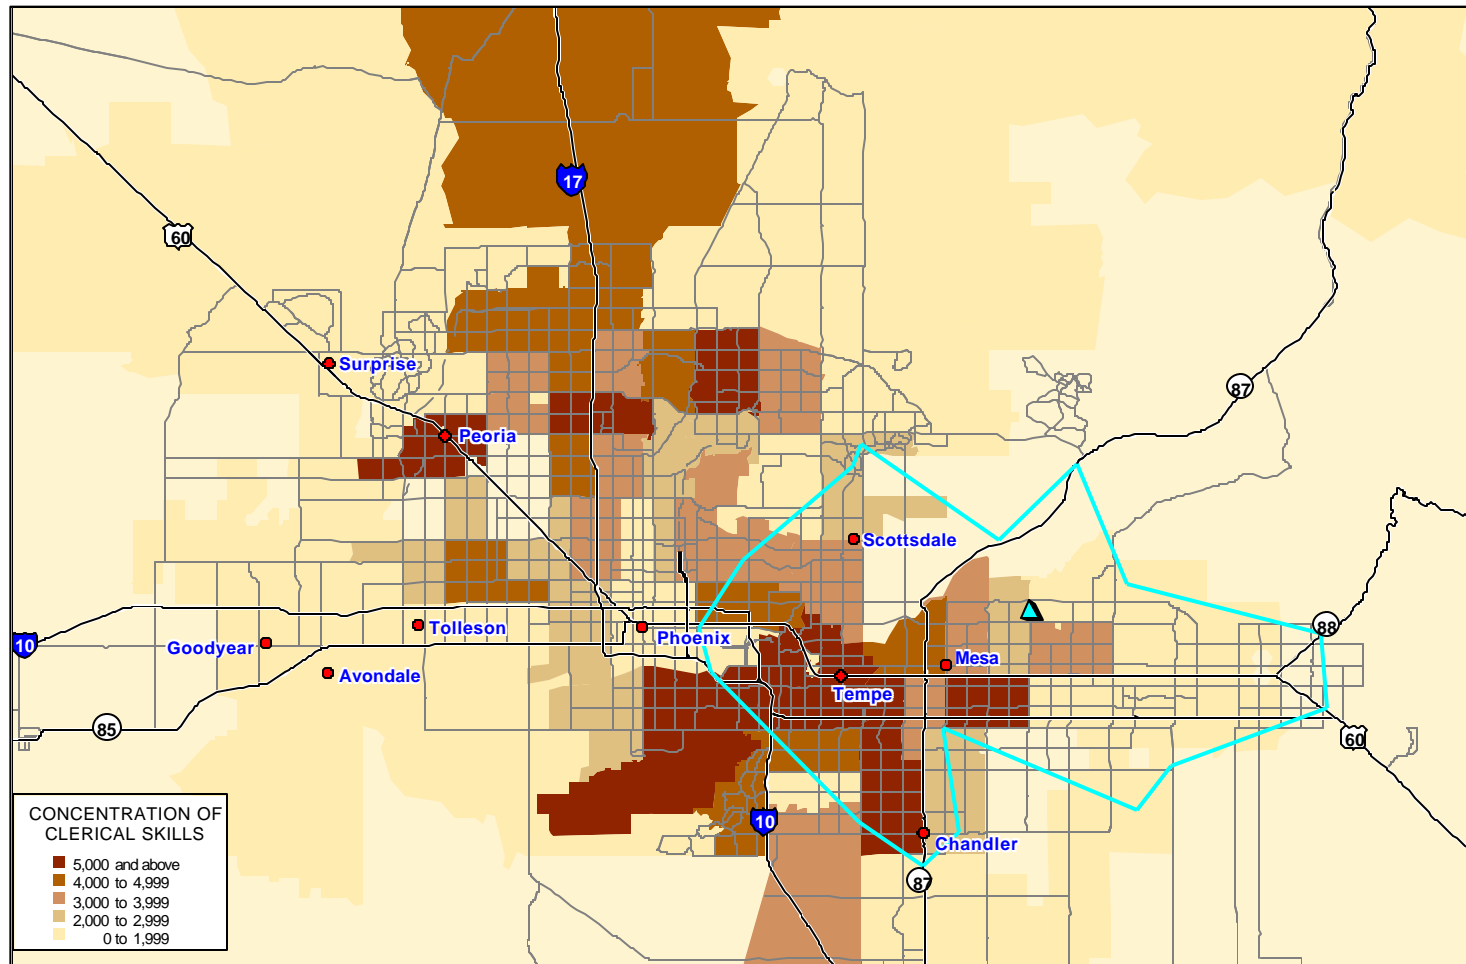 17
60
Surprise
87
Peoria
Scottsdale
88
Tolleson
Phoenix
10
Goodyear
Mesa
Avondale
Tempe
85
60
CONCENTRATION OF
CLERICAL SKILLS
5,000 and above
4,000 to 4,999
3,000 to 3,999
2,000 to 2,999
0 to 1,999
10
Chandler
87